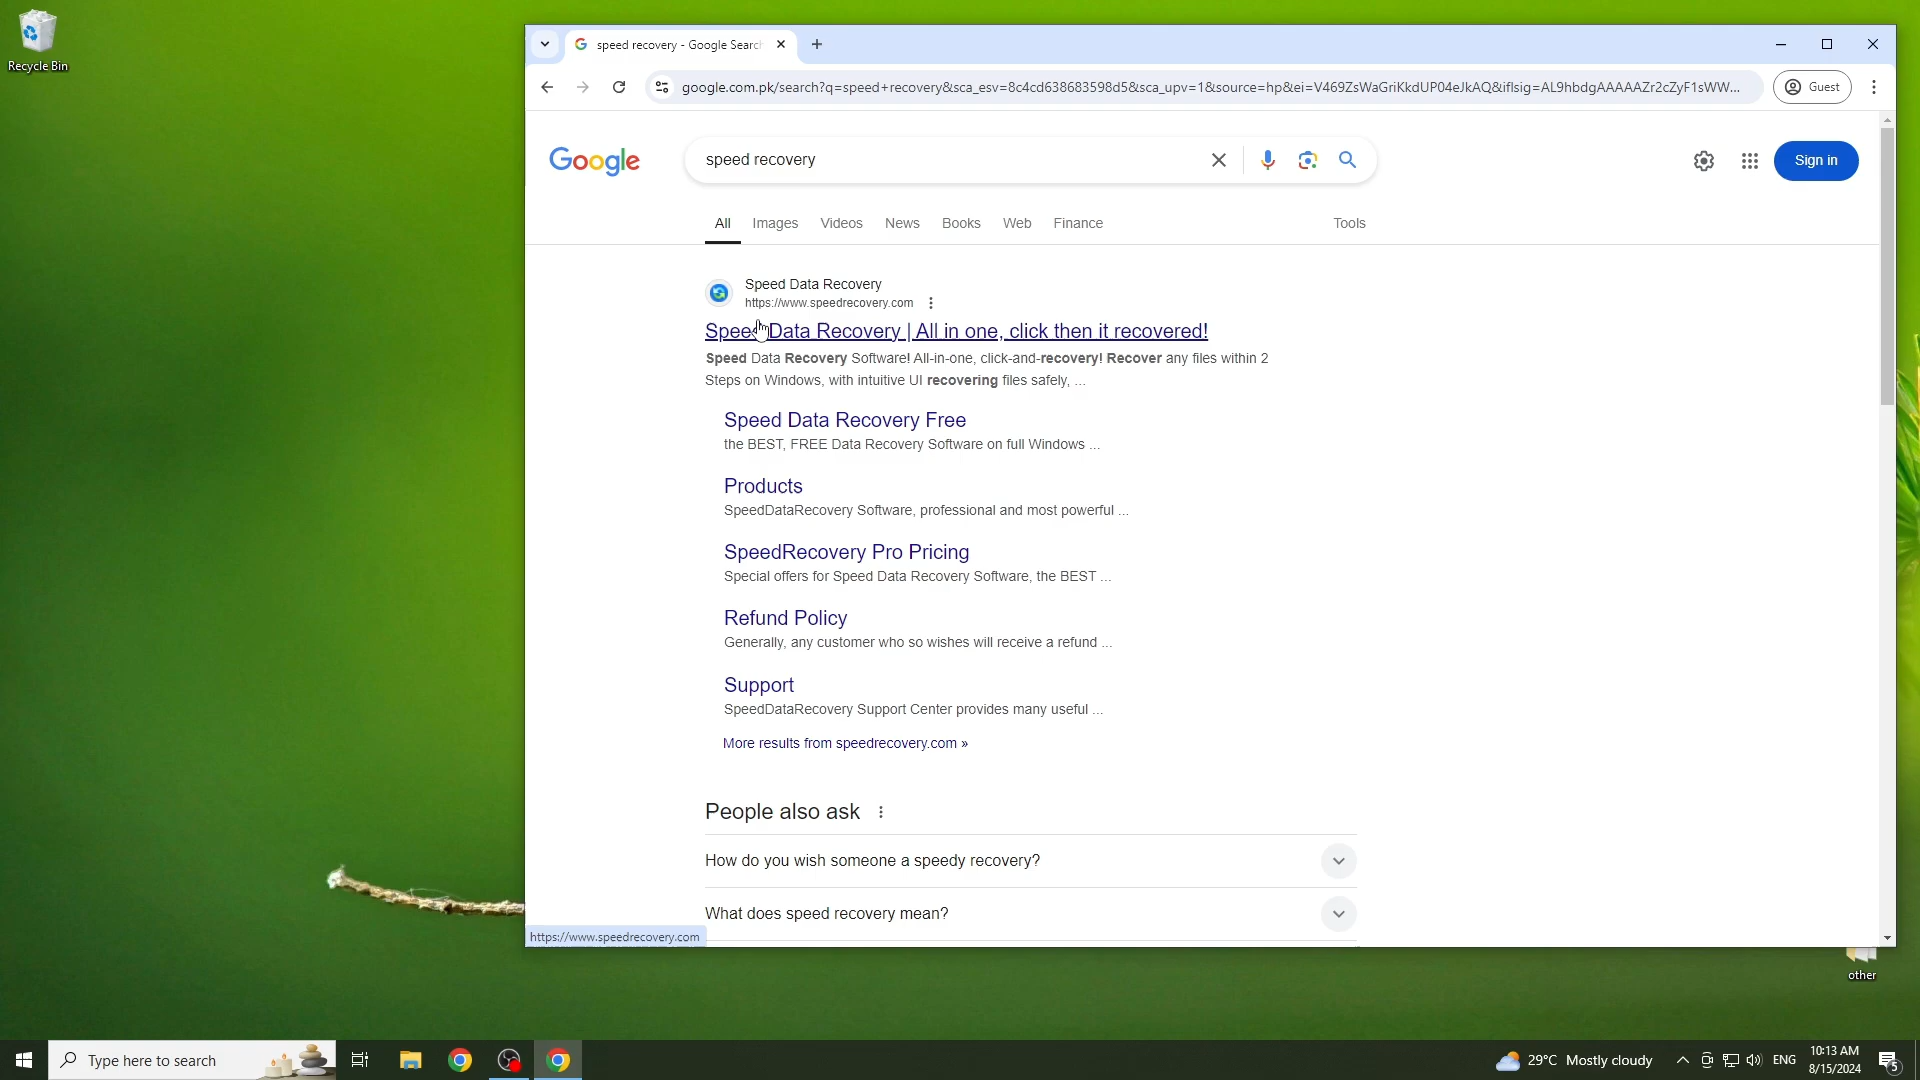 Recycle Bin
speed recovery - Google Search
google.com.pk/search?q=speed+recovery&sca_esv=8c4cd638683598d5&sca_upv=1&source=hp&ei=V469ZsWaGriKkdUP04eJkAQ&iflsig=AL9hbdgAAAAAZr2cZyF1sWW...
Guest
Google
speed recovery
Sign in
All
Images
Videos
News
Books
Web
Finance
Tools
Speed Data Recovery
https://www.speedrecovery.com
Speed Data Recovery | All in one, click then it recovered!
Speed Data Recovery Software! All-in-one, click-and-recovery! Recover any files within 2
Steps on Windows, with intuitive UI recovering files safely, ...
Speed Data Recovery Free
the BEST, FREE Data Recovery Software on full Windows ...
Products
SpeedDataRecovery Software, professional and most powerful ...
SpeedRecovery Pro Pricing
Special offers for Speed Data Recovery Software, the BEST ...
Refund Policy
Generally, any customer who so wishes will receive a refund ...
Support
SpeedDataRecovery Support Center provides many useful ...
More results from speedrecovery.com »
People also ask
How do you wish someone a speedy recovery?
What does speed recovery mean?
https://www.speedrecovery.com
other
Type here to search
29°C Mostly cloudy
ENG
10:13 AM
8/15/2024
5